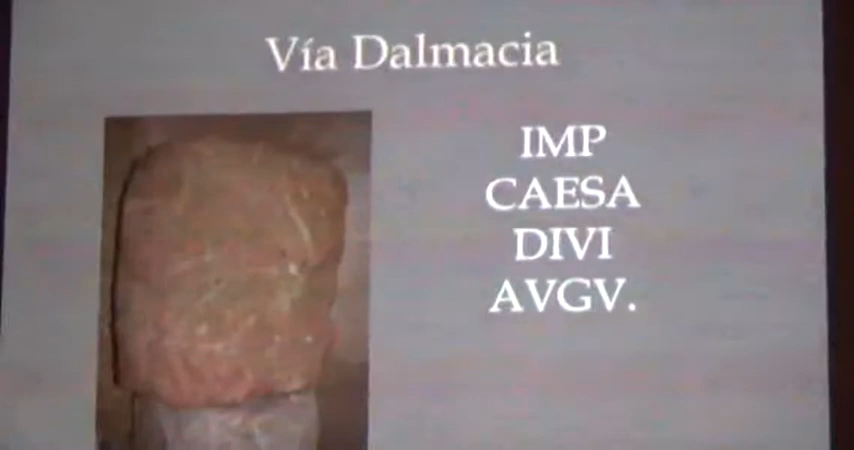 Vía Dalmacia
IMP
CAESA
DIVI
AVGV.